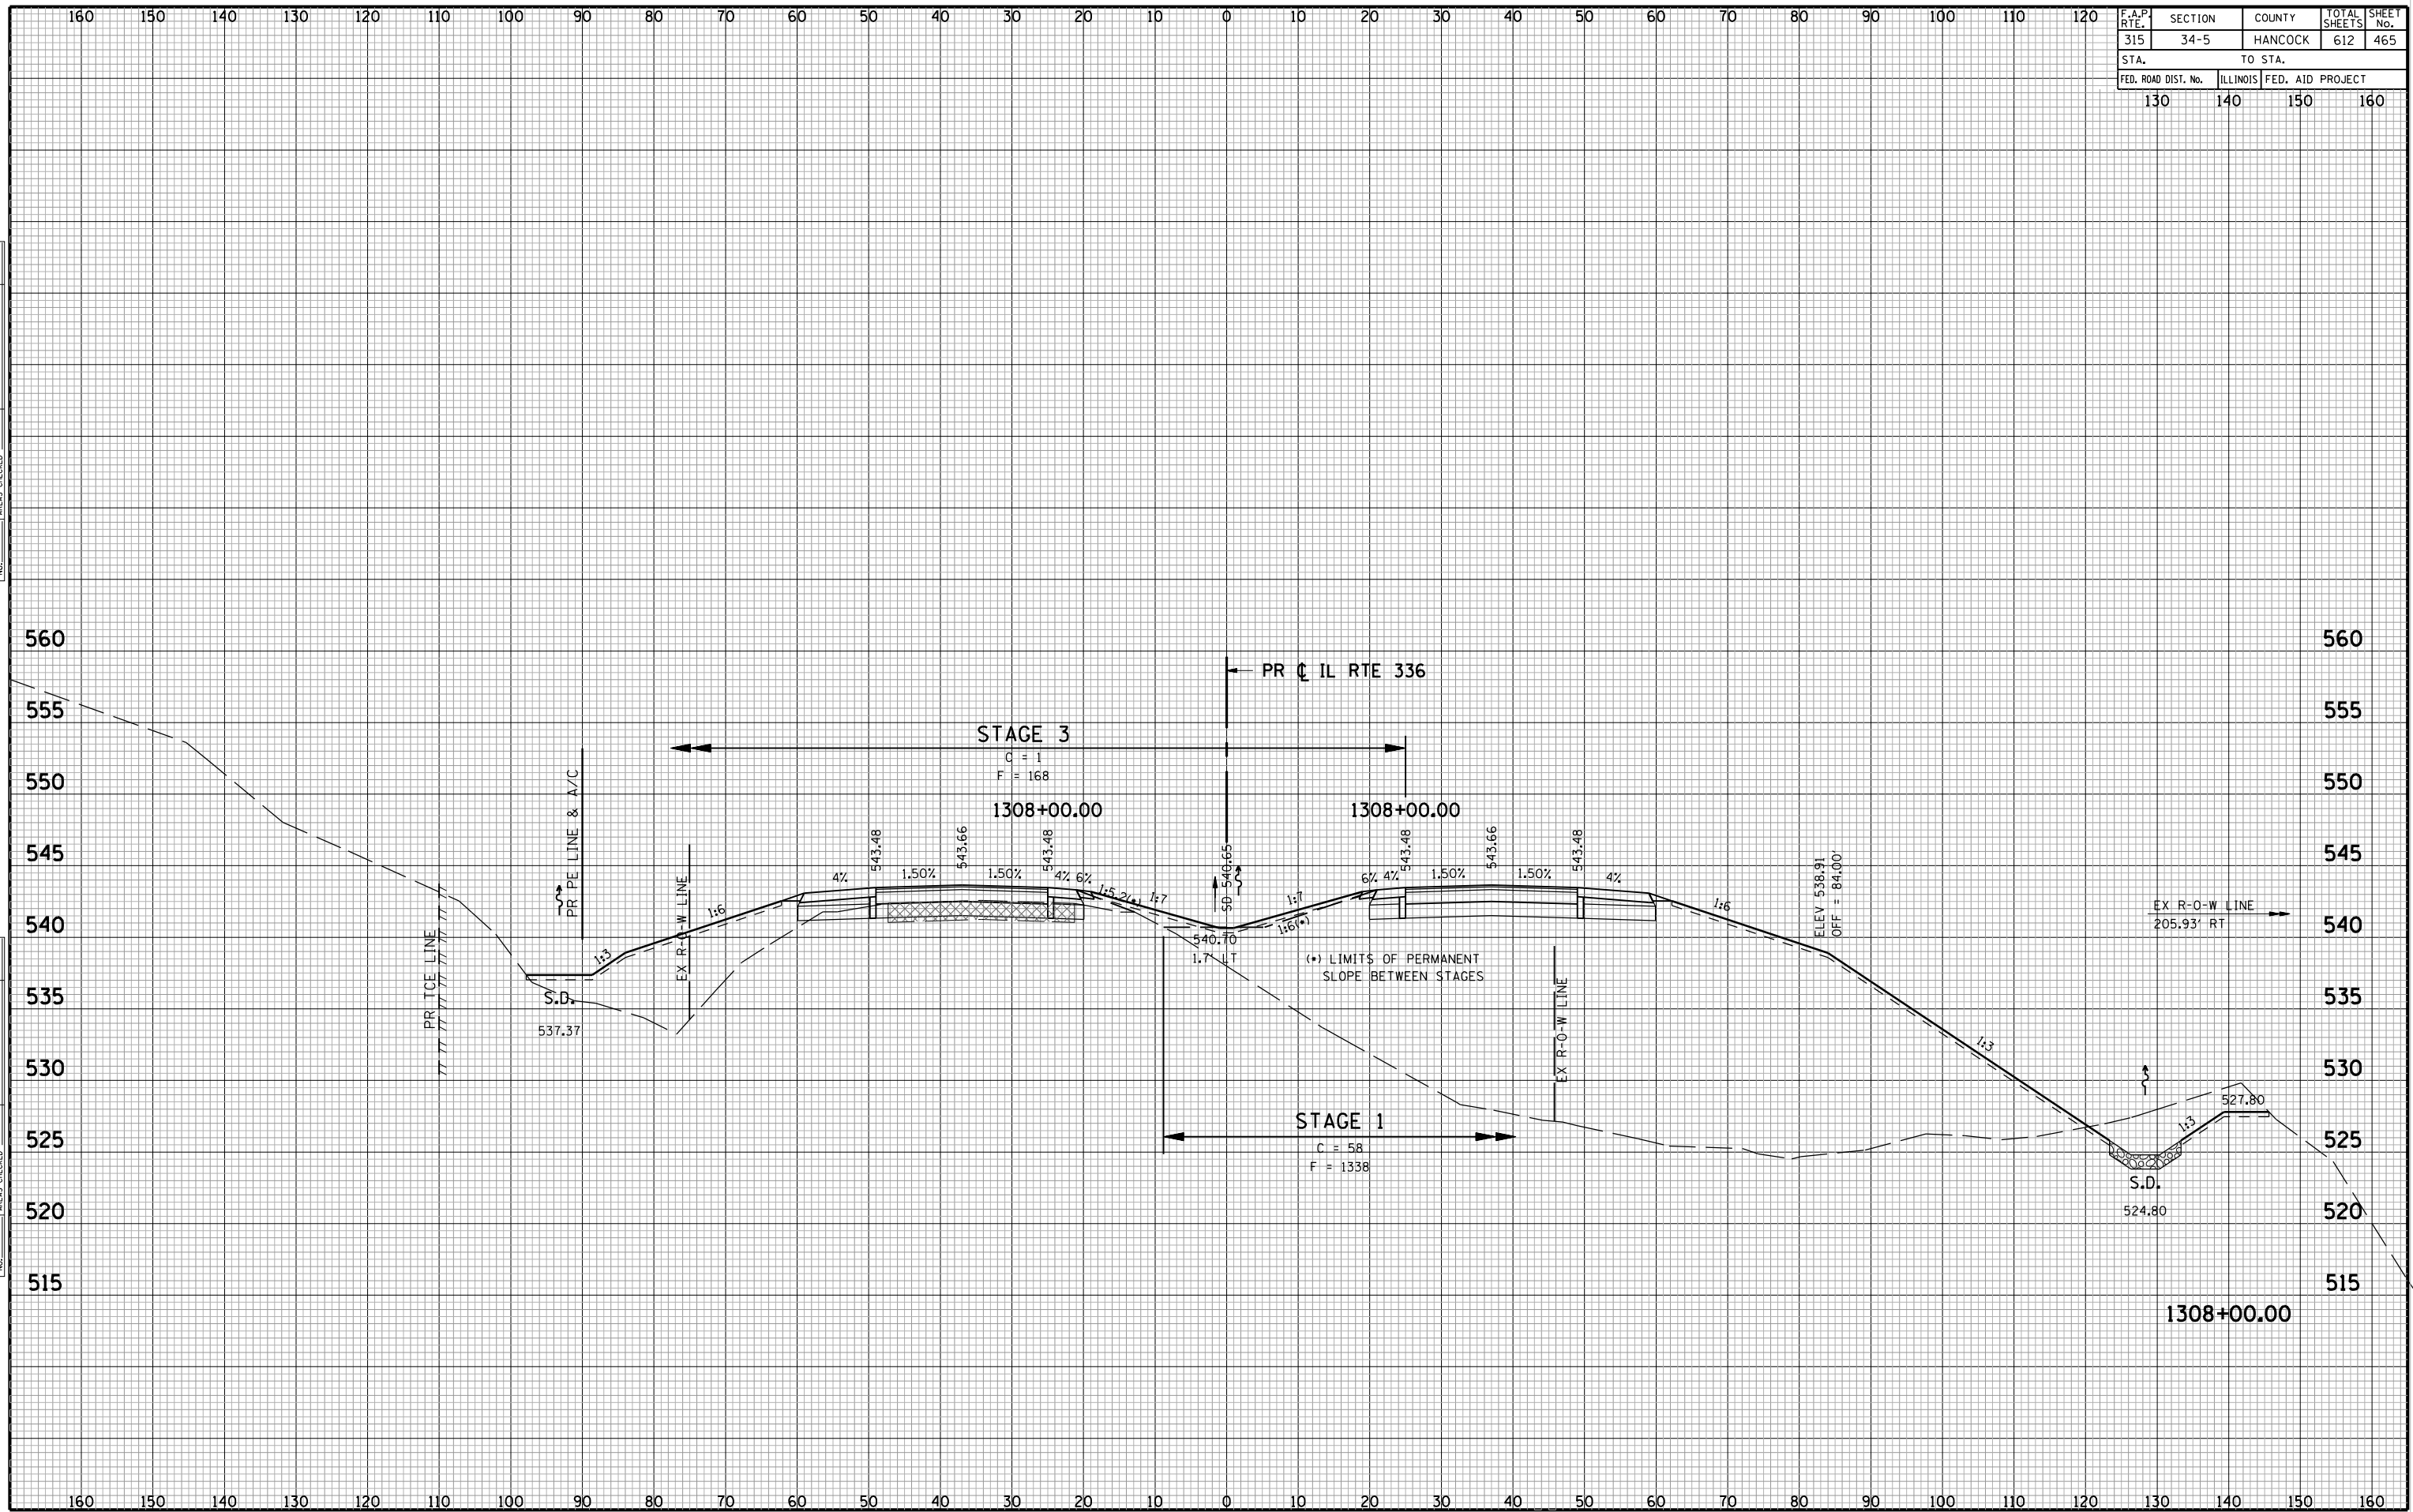 160 150 140 130 120 110 100 90 80 70 60 50 40 30 20 10 0 10 20 30 40 50 60 70 80 90 100 110 120
F.A.P. RTE. SECTION COUNTY TOTAL SHEETS SHEET No.
315 34-5 HANCOCK 612 465
STA. TO STA.
FED. ROAD DIST. No. ILLINOIS FED. AID PROJECT
130 140 150 160
560 560
PR ℄ IL RTE 336
555 555
STAGE 3
C = 1
F = 168
550 550
1308+00.00 1308+00.00
PR PE LINE & A/C
545 545
543.48 543.66 543.48
SD 540.65
543.48 543.66 543.48
4% 1.50% 1.50% 4% 6%
1:5.2(*) 1:7
1:7 6% 4% 1.50% 1.50% 4%
1:6(*)
1:6
1:6
ELEV 538.91
OFF = 84.00'
EX R-O-W LINE
205.93' RT
540 540
EX R-O-W LINE
PR TCE LINE
1:3
540.70
1.7' LT
(*) LIMITS OF PERMANENT
SLOPE BETWEEN STAGES
535 535
S.D.
537.37
EX R-O-W LINE
1:3
530 530
527.80
1:3
STAGE 1
C = 58
F = 1338
525 525
S.D.
524.80
520 520
515 515
1308+00.00
160 150 140 130 120 110 100 90 80 70 60 50 40 30 20 10 0 10 20 30 40 50 60 70 80 90 100 110 120 130 140 150 160